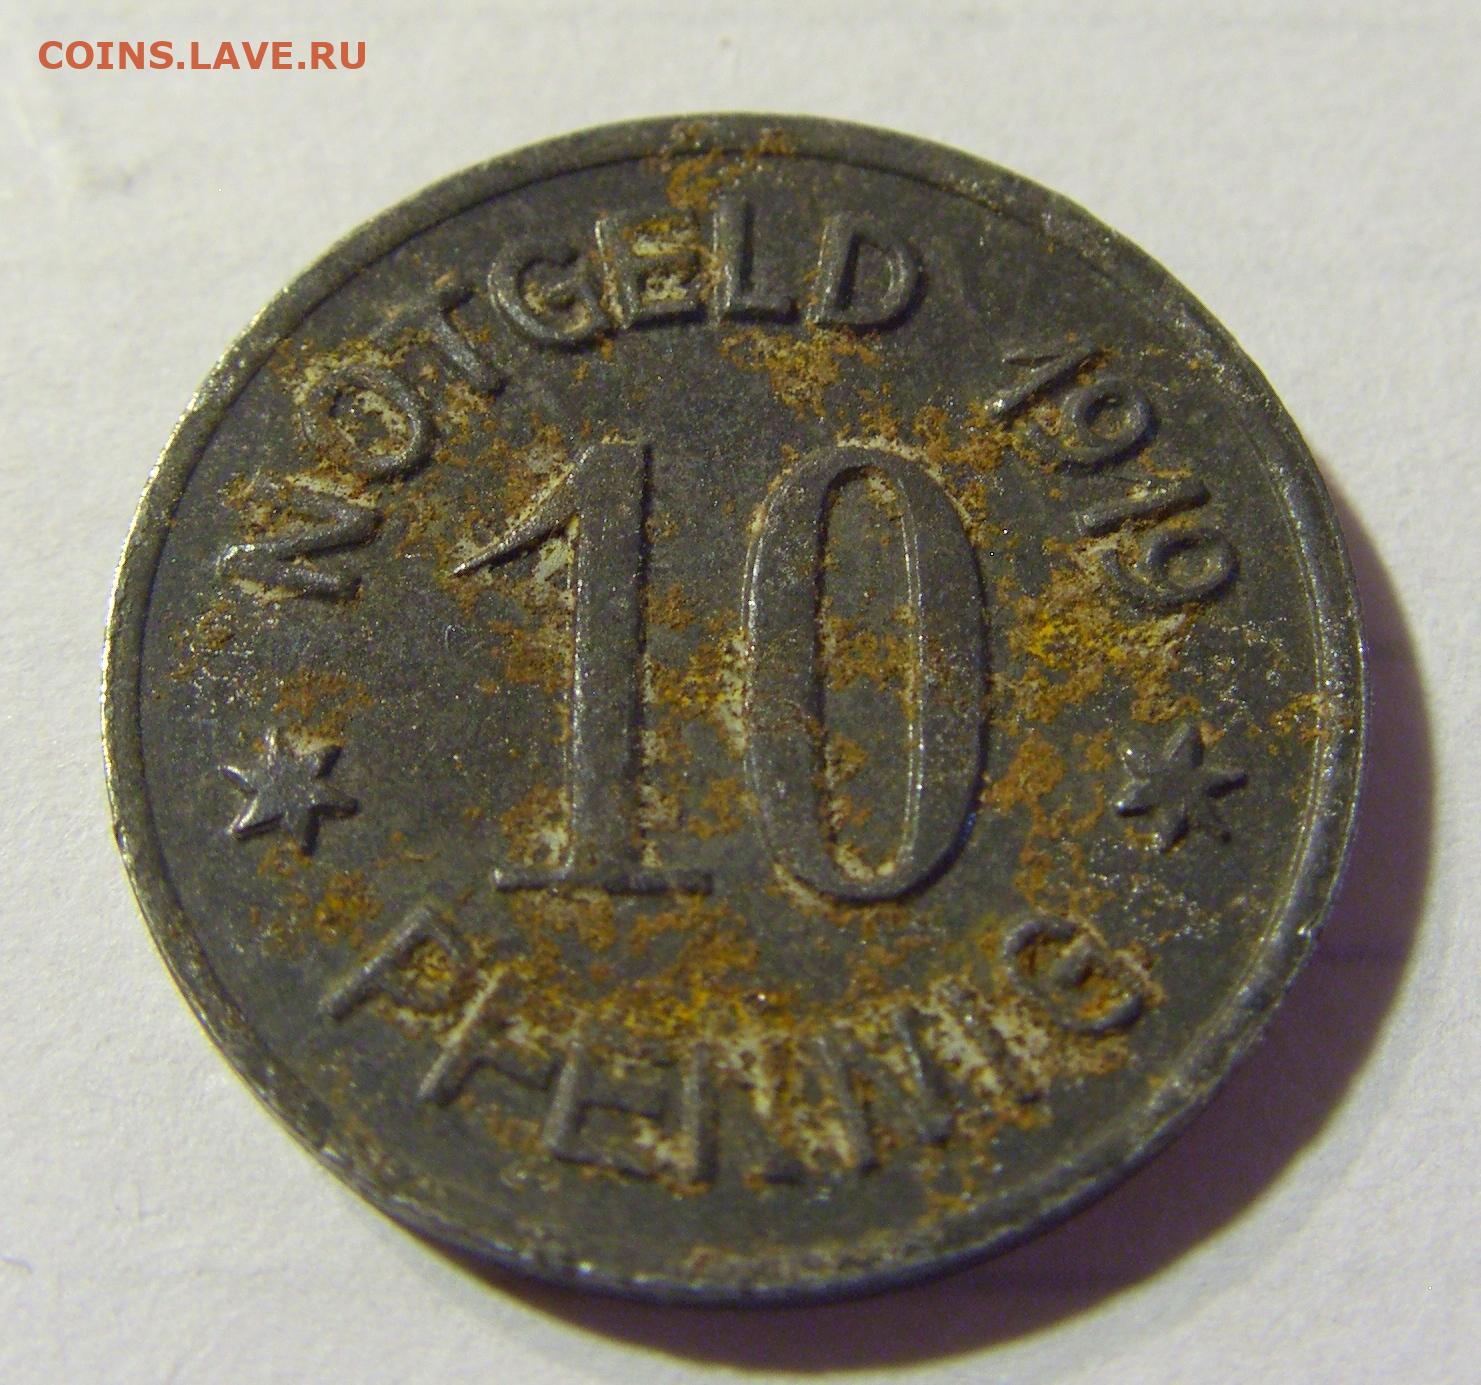 COINS.LAVE.RU
NOTGELD 1919
10
PFENNIG